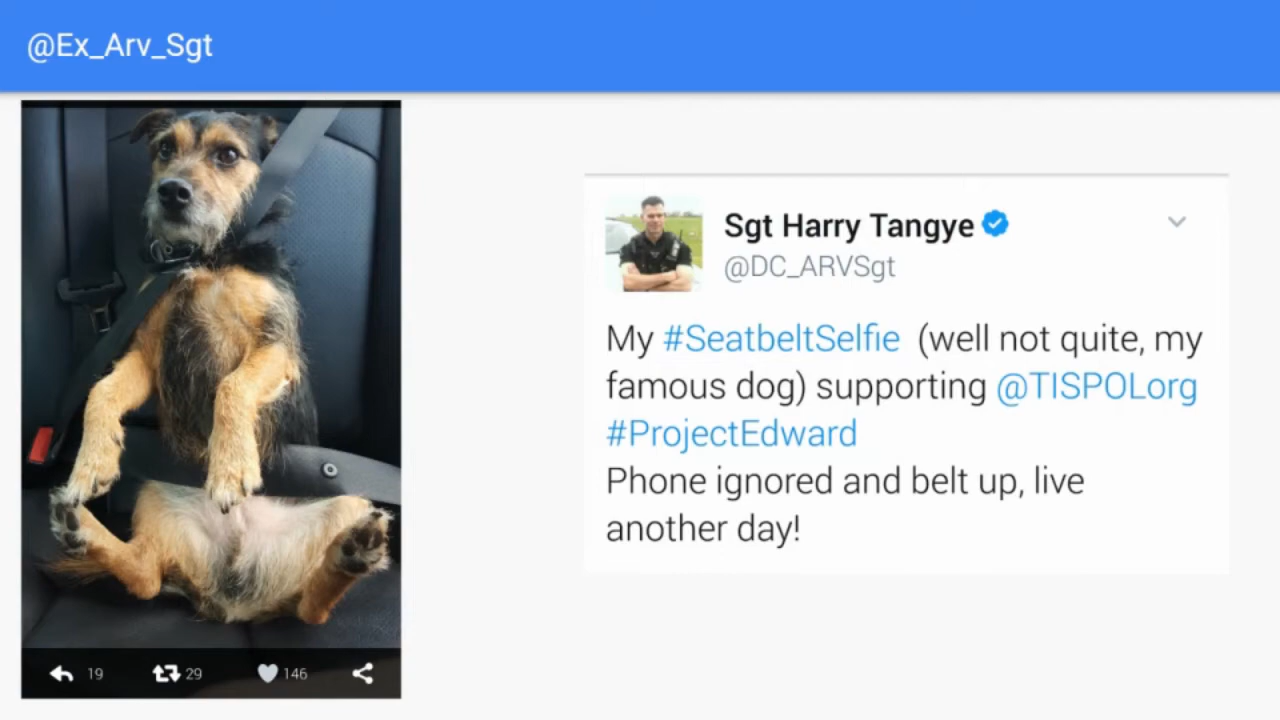 @Ex_Arv_Sgt
19 29 146
Sgt Harry Tangye
@DC_ARVSgt
My #SeatbeltSelfie (well not quite, my
famous dog) supporting @TISPOLorg
#ProjectEdward
Phone ignored and belt up, live
another day!